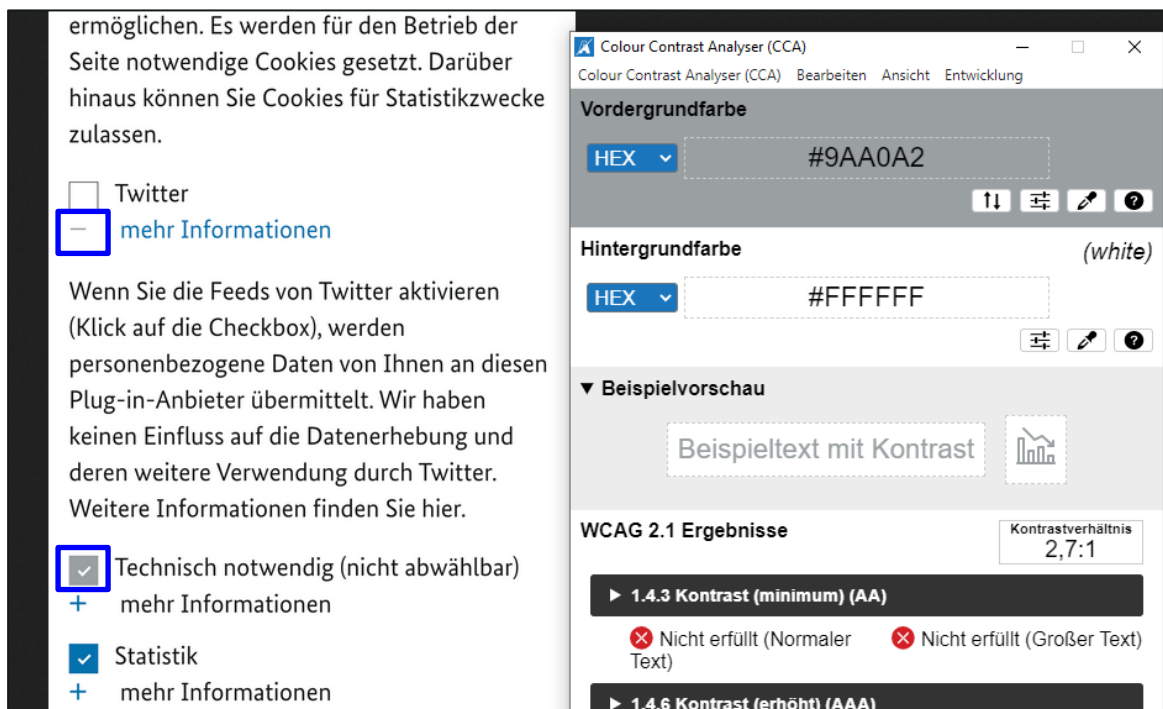 ermöglichen. Es werden für den Betrieb der
Seite notwendige Cookies gesetzt. Darüber
hinaus können Sie Cookies für Statistikzwecke
zulassen.
Twitter
mehr Informationen
Wenn Sie die Feeds von Twitter aktivieren
(Klick auf die Checkbox), werden
personenbezogene Daten von Ihnen an diesen
Plug-in-Anbieter übermittelt. Wir haben
keinen Einfluss auf die Datenerhebung und
deren weitere Verwendung durch Twitter.
Weitere Informationen finden Sie hier.
Technisch notwendig (nicht abwählbar)
+ mehr Informationen
Statistik
+ mehr Informationen
Colour Contrast Analyser (CCA)
Colour Contrast Analyser (CCA) Bearbeiten Ansicht Entwicklung
Vordergrundfarbe
HEX #9AA0A2
Hintergrundfarbe (white)
HEX #FFFFFF
▼ Beispielvorschau
Beispieltext mit Kontrast
WCAG 2.1 Ergebnisse
Kontrastverhältnis
2,7:1
▶ 1.4.3 Kontrast (minimum) (AA)
Nicht erfüllt (Normaler Text)
Nicht erfüllt (Großer Text)
▶ 1.4.6 Kontrast (erhöht) (AAA)